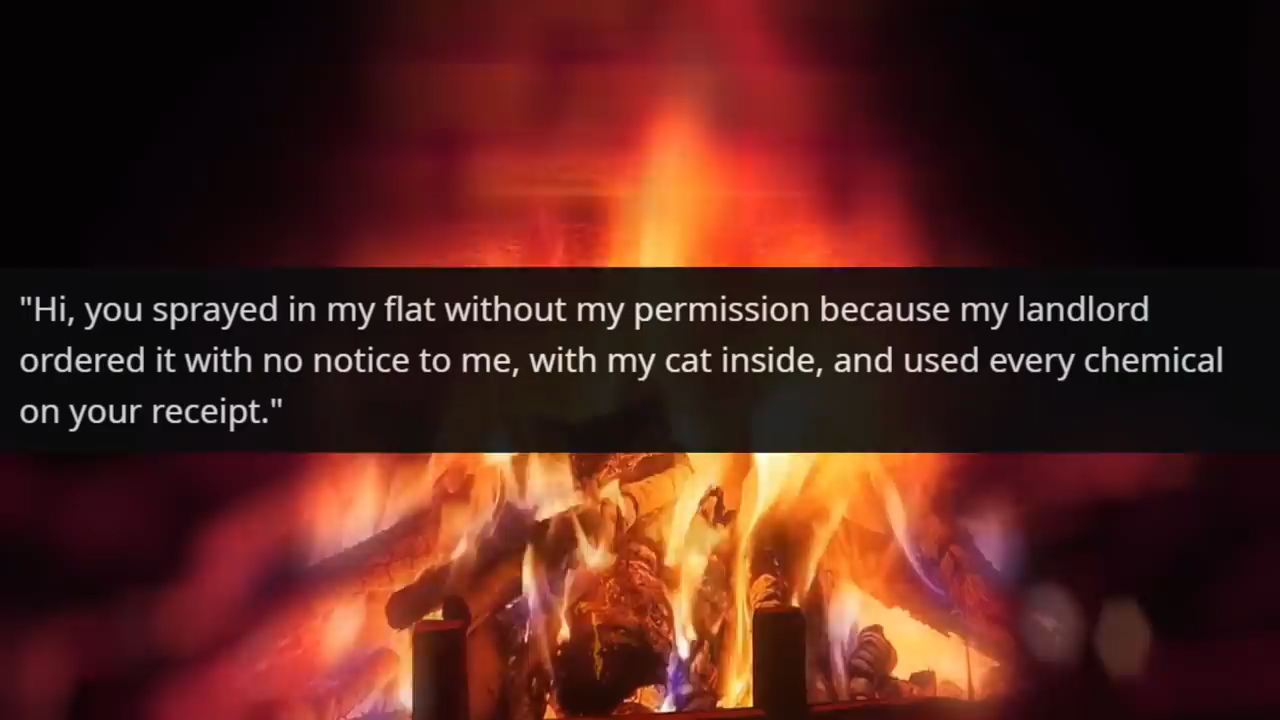 "Hi, you sprayed in my flat without my permission because my landlord
ordered it with no notice to me, with my cat inside, and used every chemical
on your receipt."